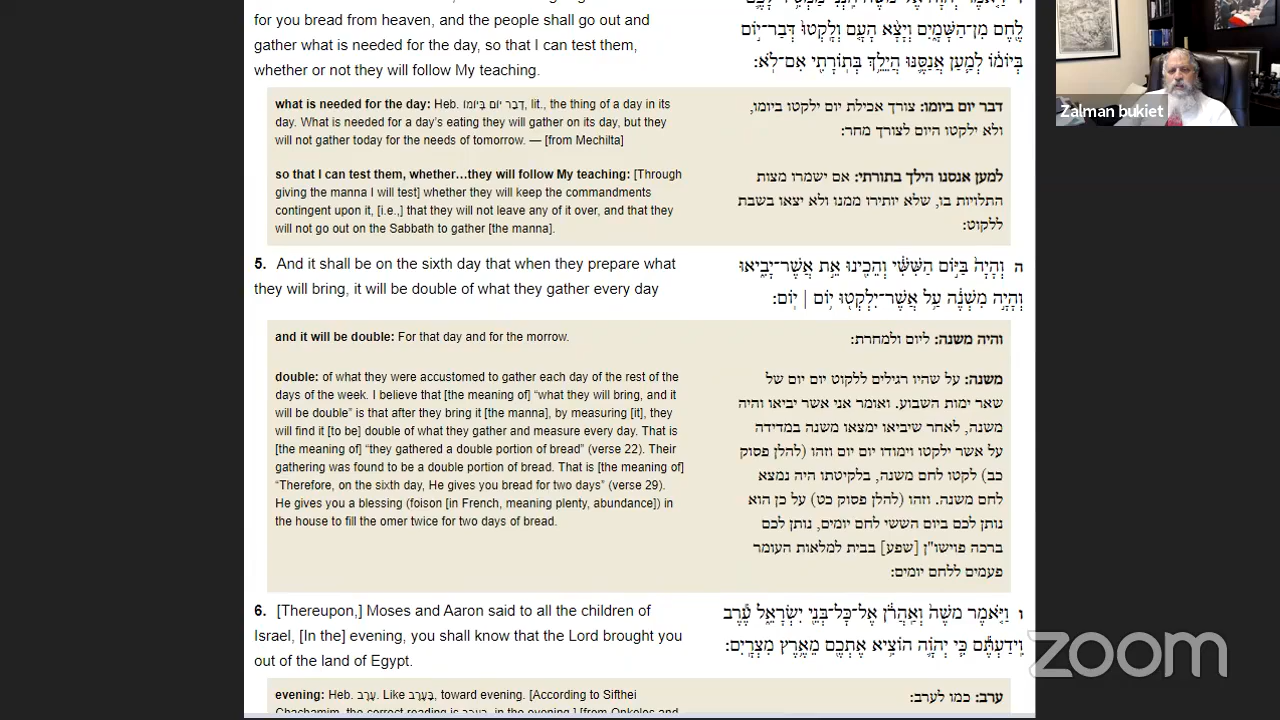 for you bread from heaven, and the people shall go out and
gather what is needed for the day, so that I can test them,
whether or not they will follow My teaching.
לֶ֖חֶם מִן־הַשָּׁמָ֑יִם וְיָצָ֨א הָעָ֤ם וְלָֽקְטוּ֙ דְּבַר־י֣וֹם
בְּיוֹמ֔וֹ לְמַ֧עַן אֲנַסֶּ֛נּוּ הֲיֵלֵ֥ךְ בְּתֽוֹרָתִ֖י אִם־לֹֽא:
what is needed for the day: Heb. דְּבַר יוֹם בְּיוֹמוֹ, lit., the thing of a day in its
day. What is needed for a day's eating they will gather on its day, but they
will not gather today for the needs of tomorrow. — [from Mechilta]
דבר יום ביומו: צורך אכילת יום ילקטו ביומו,
ולא ילקטו היום לצורך מחר:
so that I can test them, whether…they will follow My teaching: [Through
giving the manna I will test] whether they will keep the commandments
contingent upon it, [i.e.,] that they will not leave any of it over, and that they
will not go out on the Sabbath to gather [the manna].
למען אנסנו הילך בתורתי: אם ישמרו מצות
התלויות בו, שלא יותירו ממנו ולא יצאו בשבת
ללקוט:
5. And it shall be on the sixth day that when they prepare what
they will bring, it will be double of what they gather every day
ה וְהָיָה֙ בַּיּ֣וֹם הַשִּׁשִּׁ֔י וְהֵכִ֖ינוּ אֵ֣ת אֲשֶׁר־יָבִ֑יאוּ
וְהָיָ֣ה מִשְׁנֶ֔ה עַ֥ל אֲשֶׁר־יִלְקְט֖וּ י֥וֹם | יֽוֹם:
and it will be double: For that day and for the morrow.
והיה משנה: ליום ולמחרת:
double: of what they were accustomed to gather each day of the rest of the
days of the week. I believe that [the meaning of] “what they will bring, and it
will be double” is that after they bring it [the manna], by measuring [it], they
will find it [to be] double of what they gather and measure every day. That is
[the meaning of] “they gathered a double portion of bread” (verse 22). Their
gathering was found to be a double portion of bread. That is [the meaning of]
“Therefore, on the sixth day, He gives you bread for two days” (verse 29).
He gives you a blessing (foison [in French, meaning plenty, abundance]) in
the house to fill the omer twice for two days of bread.
משנה: על שהיו רגילים ללקוט יום יום של
שאר ימות השבוע. ואומר אני אשר יביאו והיה
משנה, לאחר שיביאו ימצאו משנה במדידה
על אשר ילקטו וימודו יום יום וזהו (להלן פסוק
כב) לקטו לחם משנה, בלקיטתו היה נמצא
לחם משנה. וזהו (להלן פסוק כט) על כן הוא
נותן לכם ביום הששי לחם יומים, נותן לכם
ברכה פוישו"ן [שפע] בבית למלאות העומר
פעמים ללחם יומים:
6. [Thereupon,] Moses and Aaron said to all the children of
Israel, [In the] evening, you shall know that the Lord brought you
out of the land of Egypt.
ו וַיֹּ֤אמֶר משֶׁה֙ וְאַֽהֲרֹ֔ן אֶל־כָּל־בְּנֵ֖י יִשְׂרָאֵ֑ל עֶ֕רֶב
וִֽידַעְתֶּ֕ם כִּ֧י יְהֹוָ֛ה הוֹצִ֥יא אֶתְכֶ֖ם מֵאֶ֥רֶץ מִצְרָֽיִם:
evening: Heb. עֶרֶב. Like בָּעֶרֶב, toward evening. [According to Sifthei
Chachamim, the correct reading is
ערב: כמו לערב:
Zalman bukiet
zoom